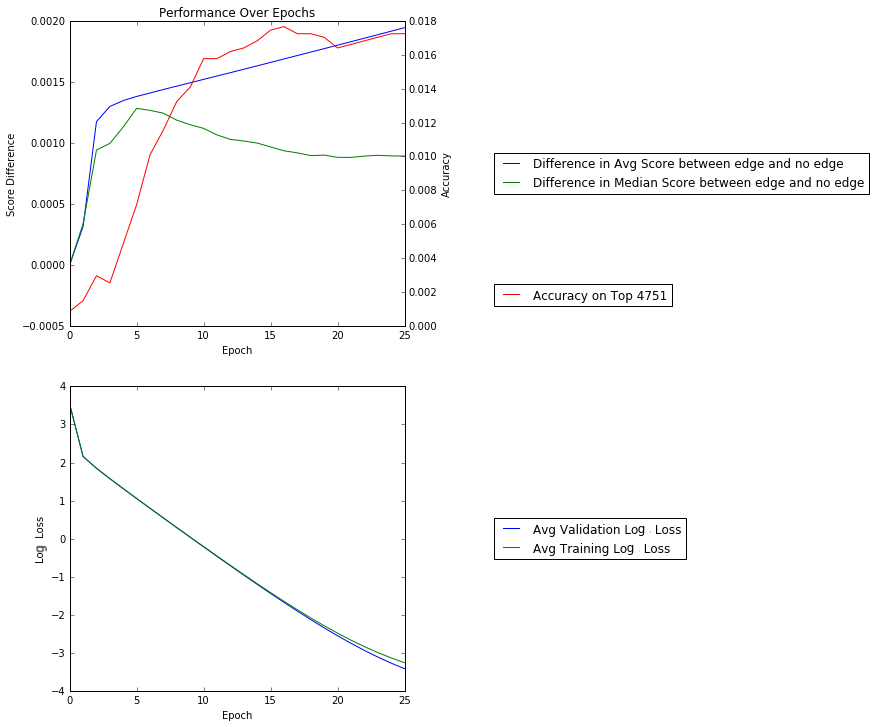 Performance Over Epochs
0.0020
0.0015
0.0010
0.0005
0.0000
−0.0005
Score Difference
0.018
0.016
0.014
0.012
0.010
0.008
0.006
0.004
0.002
0.000
Accuracy
0 5 10 15 20 25
Epoch
Difference in Avg Score between edge and no edge
Difference in Median Score between edge and no edge
Accuracy on Top 4751
4
3
2
1
0
−1
−2
−3
−4
Log Loss
0 5 10 15 20 25
Epoch
Avg Validation Log Loss
Avg Training Log Loss